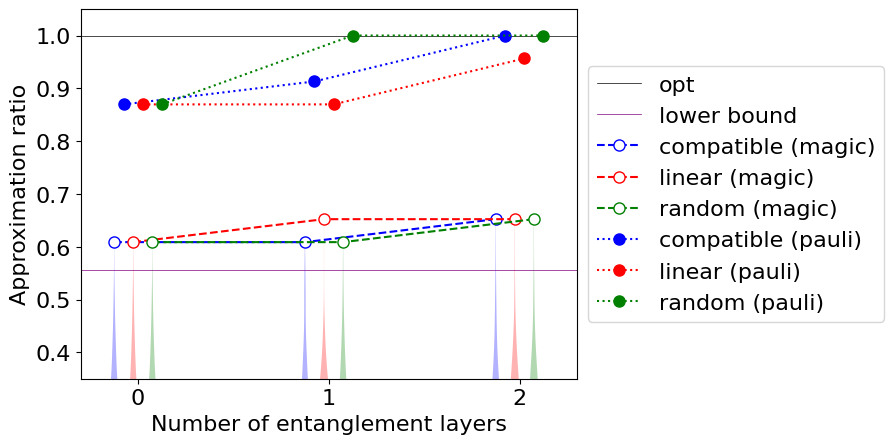 Approximation ratio
1.0
0.9
0.8
0.7
0.6
0.5
0.4
0
1
2
Number of entanglement layers
opt
lower bound
compatible (magic)
linear (magic)
random (magic)
compatible (pauli)
linear (pauli)
random (pauli)